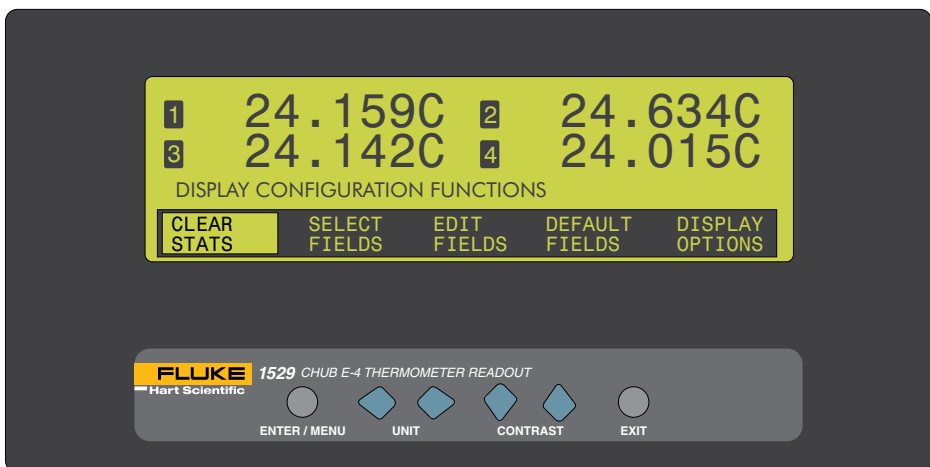 1 24.159C 2 24.634C
3 24.142C 4 24.015C
DISPLAY CONFIGURATION FUNCTIONS
CLEAR SELECT EDIT DEFAULT DISPLAY
STATS FIELDS FIELDS FIELDS OPTIONS
FLUKE 1529 CHUB E-4 THERMOMETER READOUT
Hart Scientific
ENTER / MENU UNIT CONTRAST EXIT